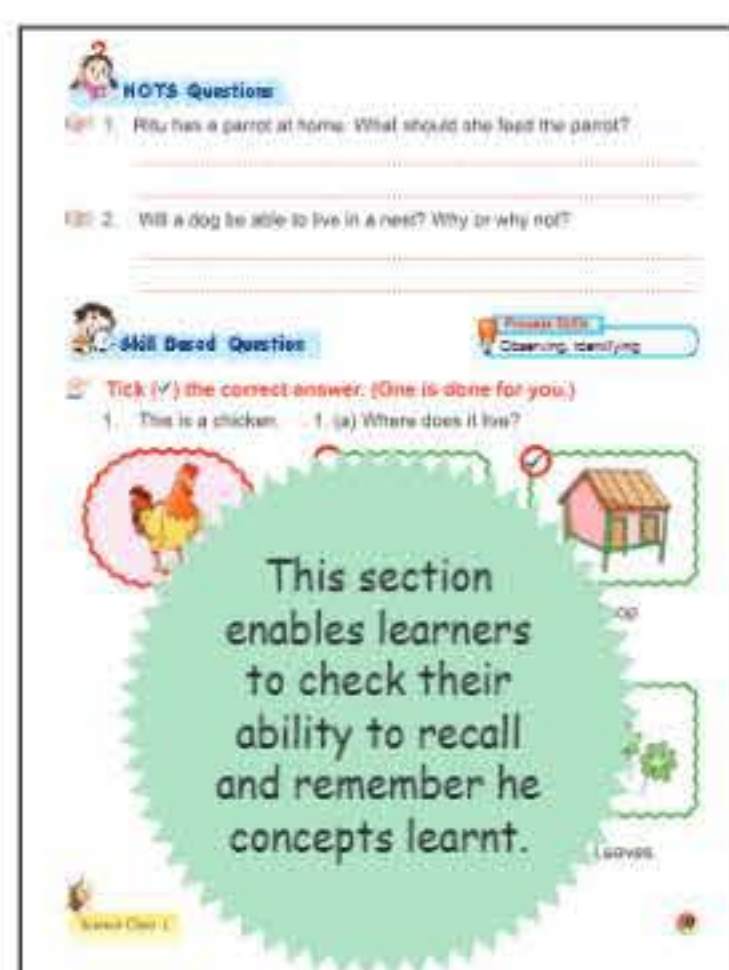 HOTS Questions
1. Ritu has a parrot at home. What should she feed the parrot?
2. Will a dog be able to live in a nest? Why or why not?
Skill Based Question
Process Skills
Observing, Identifying
Tick (✓) the correct answer. (One is done for you.)
1. This is a chicken. 1. (a) Where does it live?
This section
enables learners
to check their
ability to recall
and remember he
concepts learnt.
Leaves